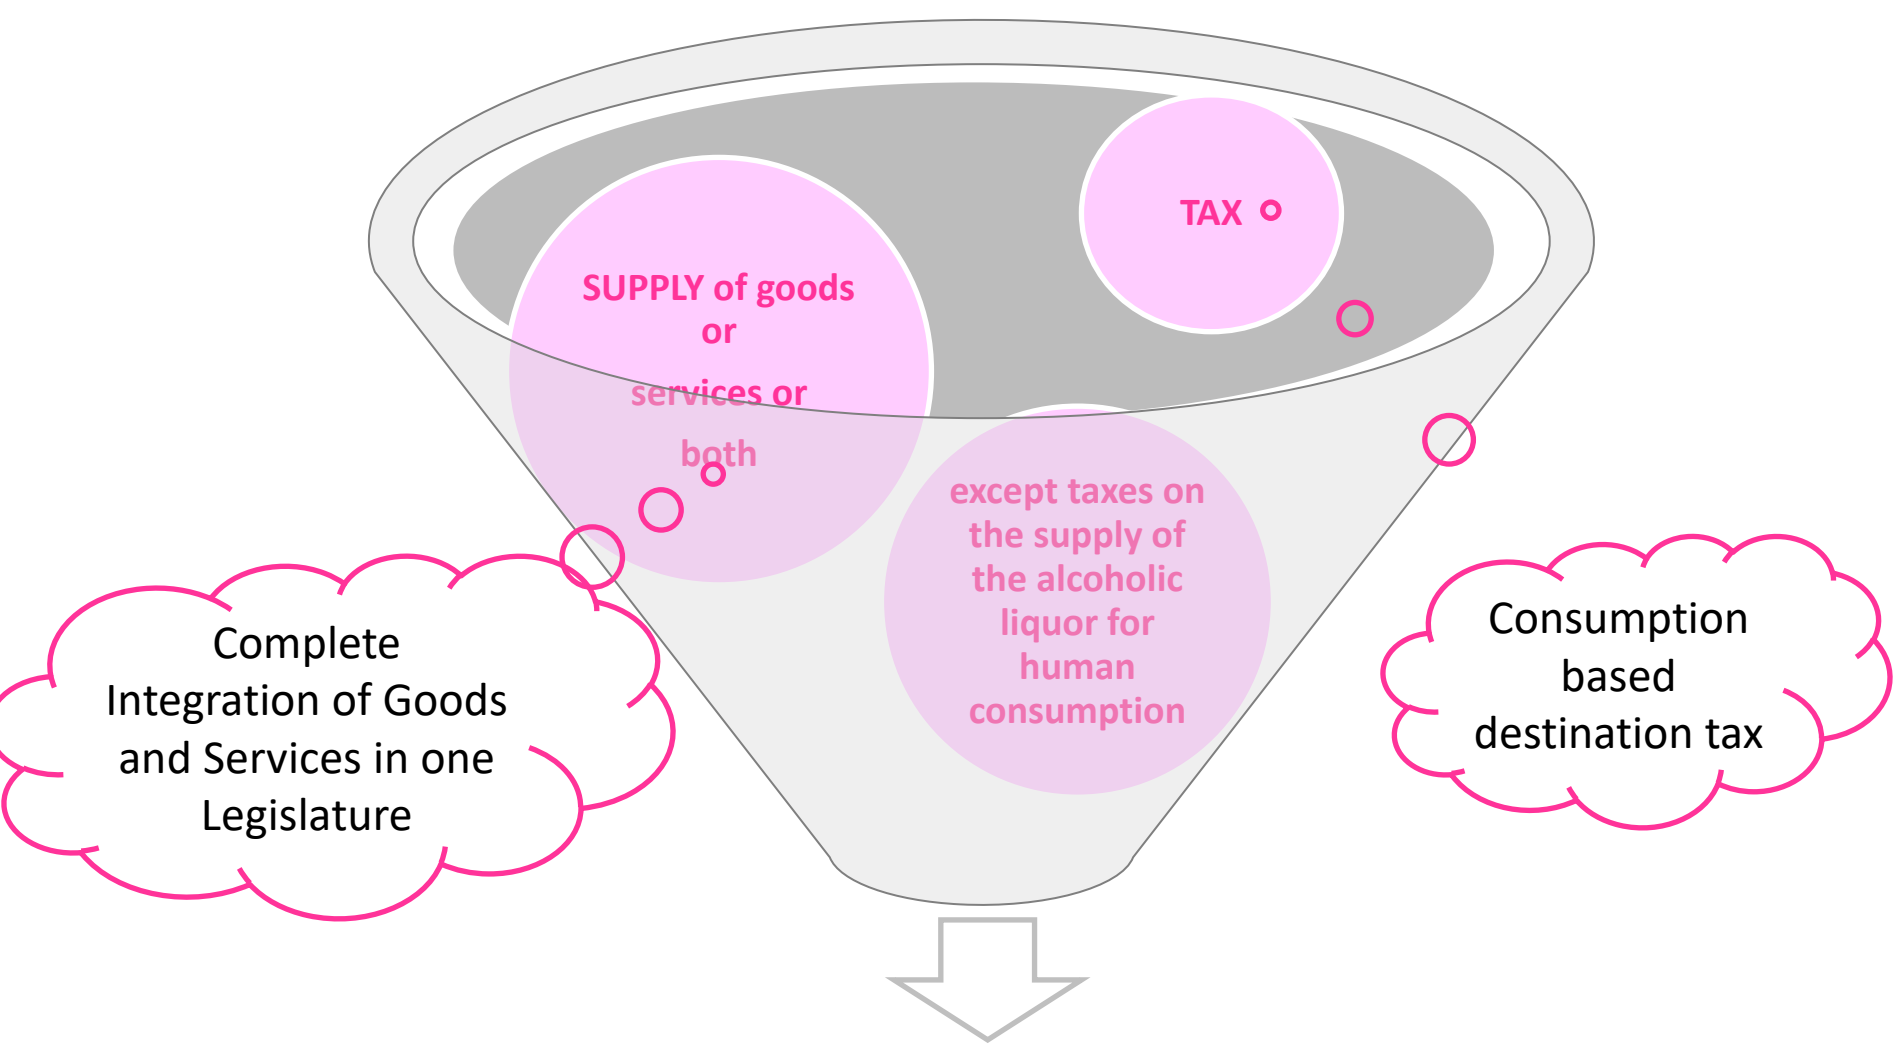 TAX
SUPPLY of goods
or
services or
both
except taxes on
the supply of
the alcoholic
liquor for
human
consumption
Complete
Integration of Goods
and Services in one
Legislature
Consumption
based
destination tax